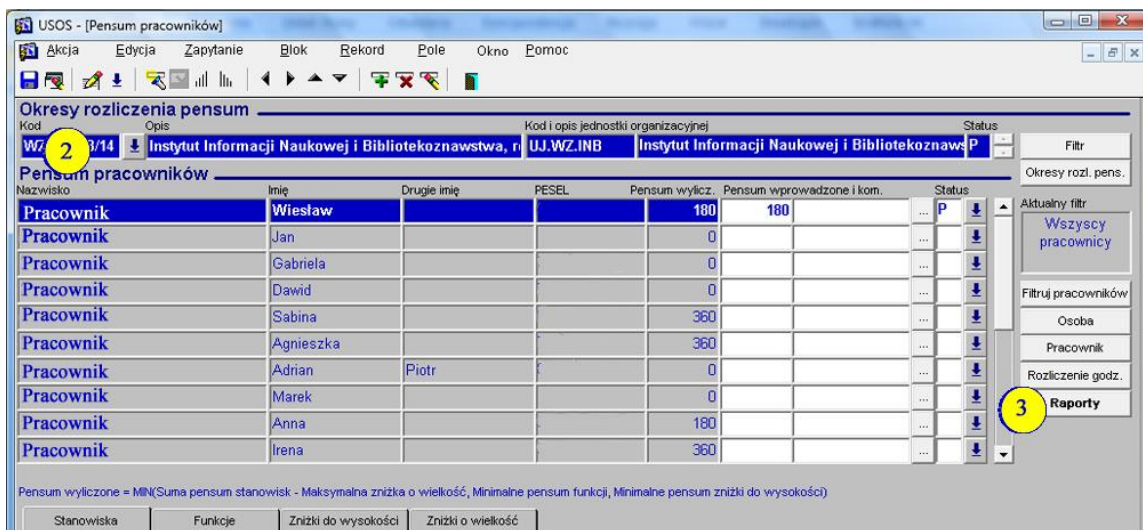 USOS - [Pensum pracowników]
Akcja Edycja Zapytanie Blok Rekord Pole Okno Pomoc
Okresy rozliczenia pensum
Kod Opis Kod i opis jednostki organizacyjnej Status
WZ 2 3/14 Instytut Informacji Naukowej i Bibliotekoznawstwa, r UJ.WZ.INB Instytut Informacji Naukowej i Bibliotekoznaws P Filtr
Pensum pracowników Okresy rozl. pens.
Nazwisko Imię Drugie imię PESEL Pensum wylicz. Pensum wprowadzone i kom. Status Aktualny filtr
Pracownik Wiesław 180 180 ... P Wszyscy
Pracownik Jan 0 ... pracownicy
Pracownik Gabriela 0 ...
Pracownik Dawid 0 ... Filtruj pracowników
Pracownik Sabina 360 ... Osoba
Pracownik Agnieszka 360 ... Pracownik
Pracownik Adrian Piotr 0 ... Rozliczenie godz.
Pracownik Marek 0 ... 3 Raporty
Pracownik Anna 180 ...
Pracownik Irena 360 ...
Pensum wyliczone = MIN(Suma pensum stanowisk - Maksymalna zniżka o wielkość, Minimalne pensum funkcji, Minimalne pensum zniżki do wysokości)
Stanowiska Funkcje Zniżki do wysokości Zniżki o wielkość